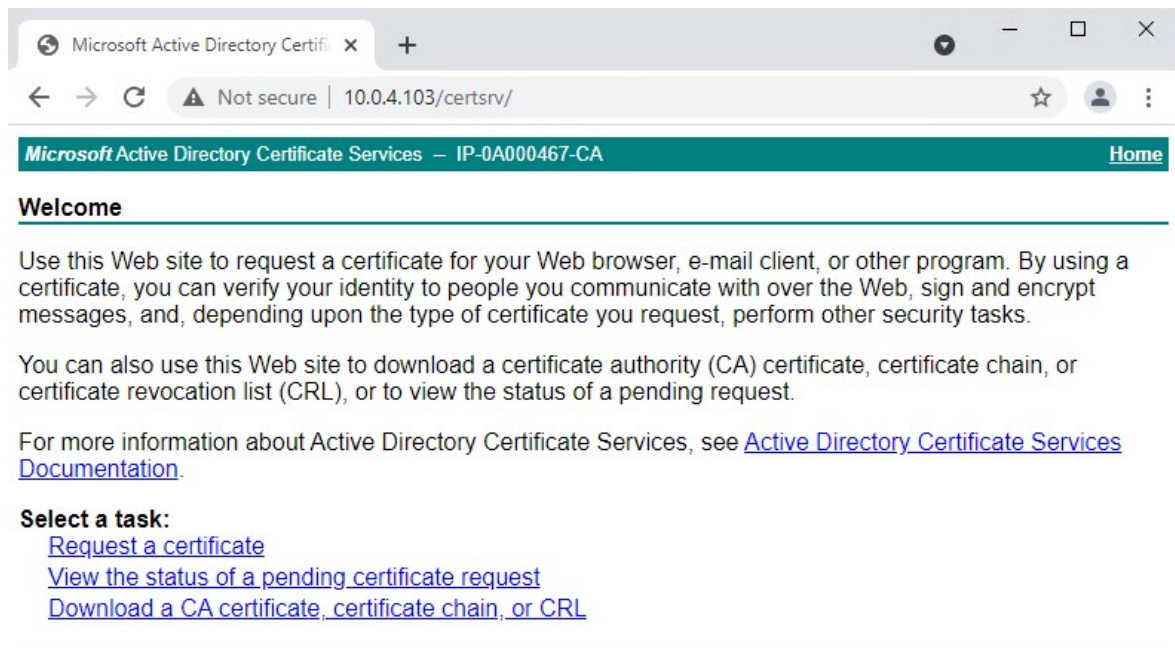 Microsoft Active Directory Certifi
Not secure | 10.0.4.103/certsrv/
Microsoft Active Directory Certificate Services -- IP-0A000467-CA Home
Welcome
Use this Web site to request a certificate for your Web browser, e-mail client, or other program. By using a
certificate, you can verify your identity to people you communicate with over the Web, sign and encrypt
messages, and, depending upon the type of certificate you request, perform other security tasks.
You can also use this Web site to download a certificate authority (CA) certificate, certificate chain, or
certificate revocation list (CRL), or to view the status of a pending request.
For more information about Active Directory Certificate Services, see Active Directory Certificate Services
Documentation.
Select a task:
Request a certificate
View the status of a pending certificate request
Download a CA certificate, certificate chain, or CRL